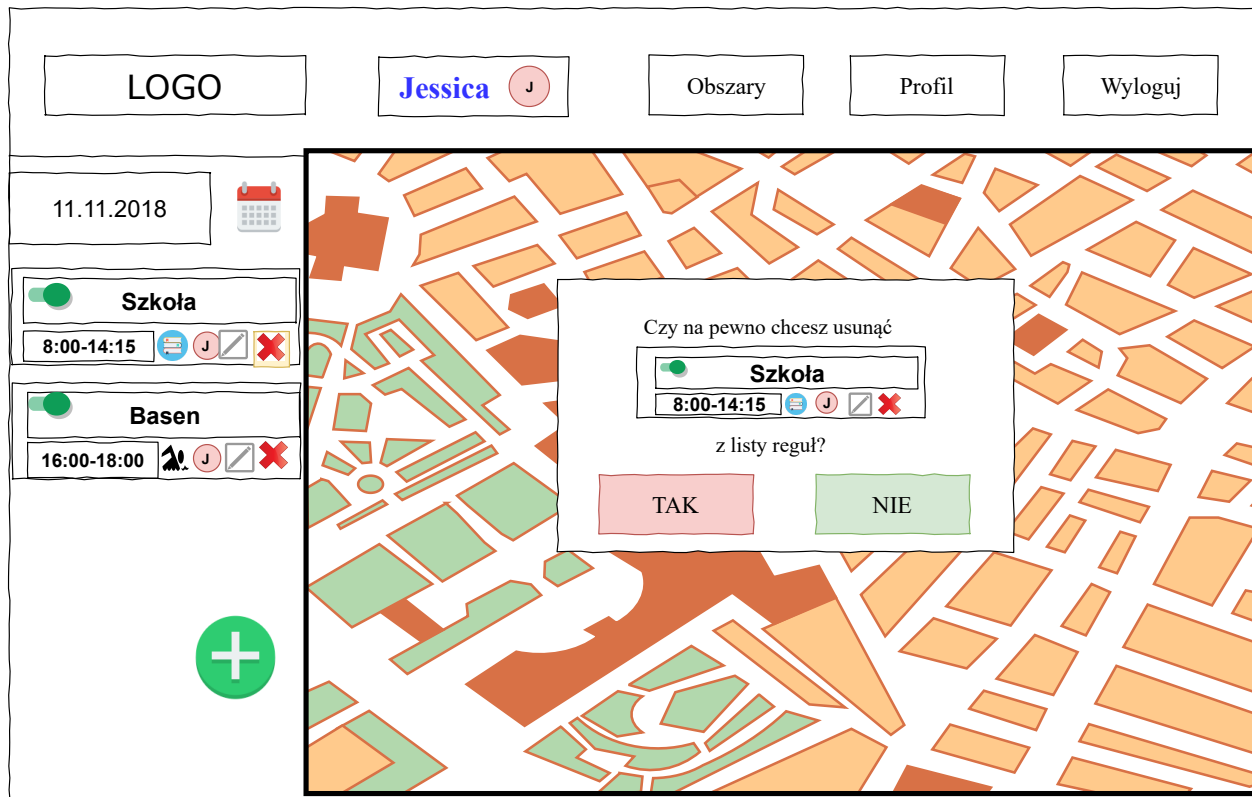 LOGO
Jessica J
Obszary
Profil
Wyloguj
11.11.2018
Szkoła
8:00-14:15 J
Basen
16:00-18:00 J
Czy na pewno chcesz usunąć
Szkoła
8:00-14:15 J
z listy reguł?
TAK
NIE